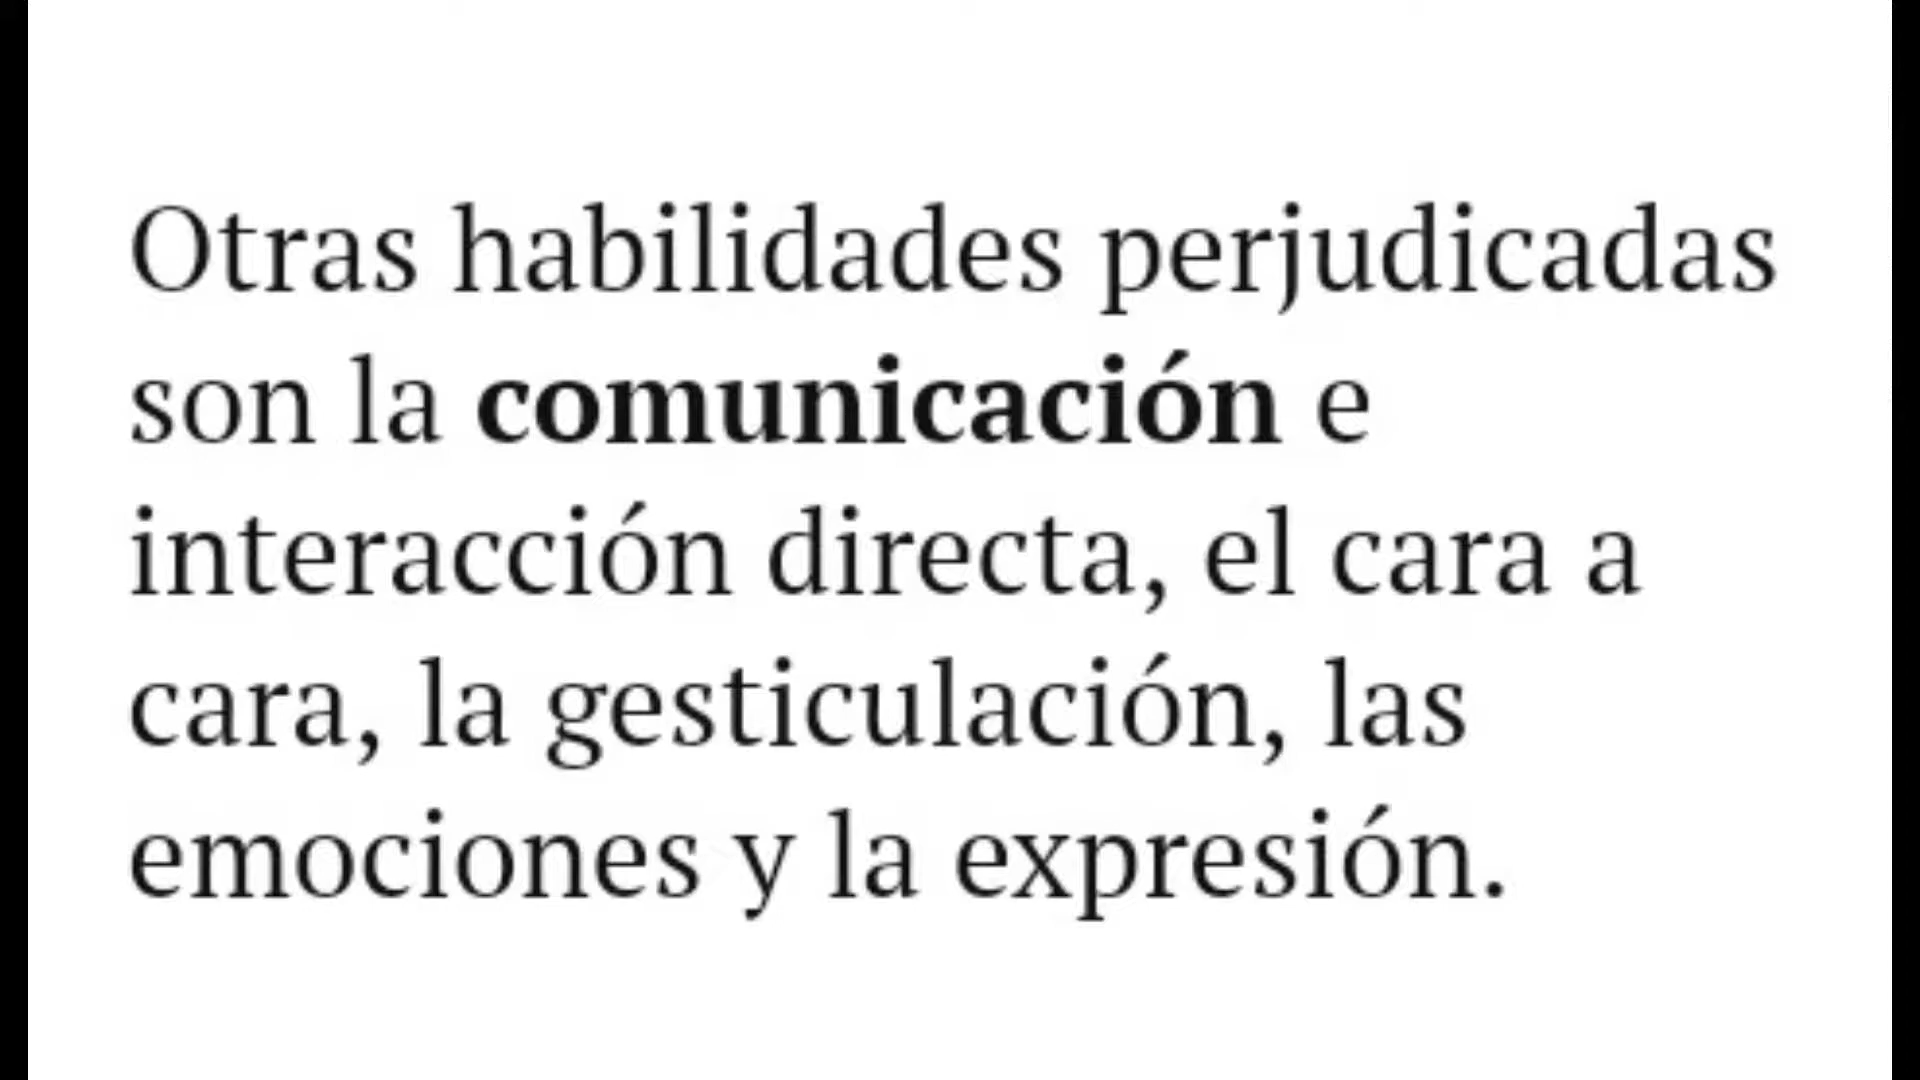 Otras habilidades perjudicadas
son la comunicación e
interacción directa, el cara a
cara, la gesticulación, las
emociones y la expresión.